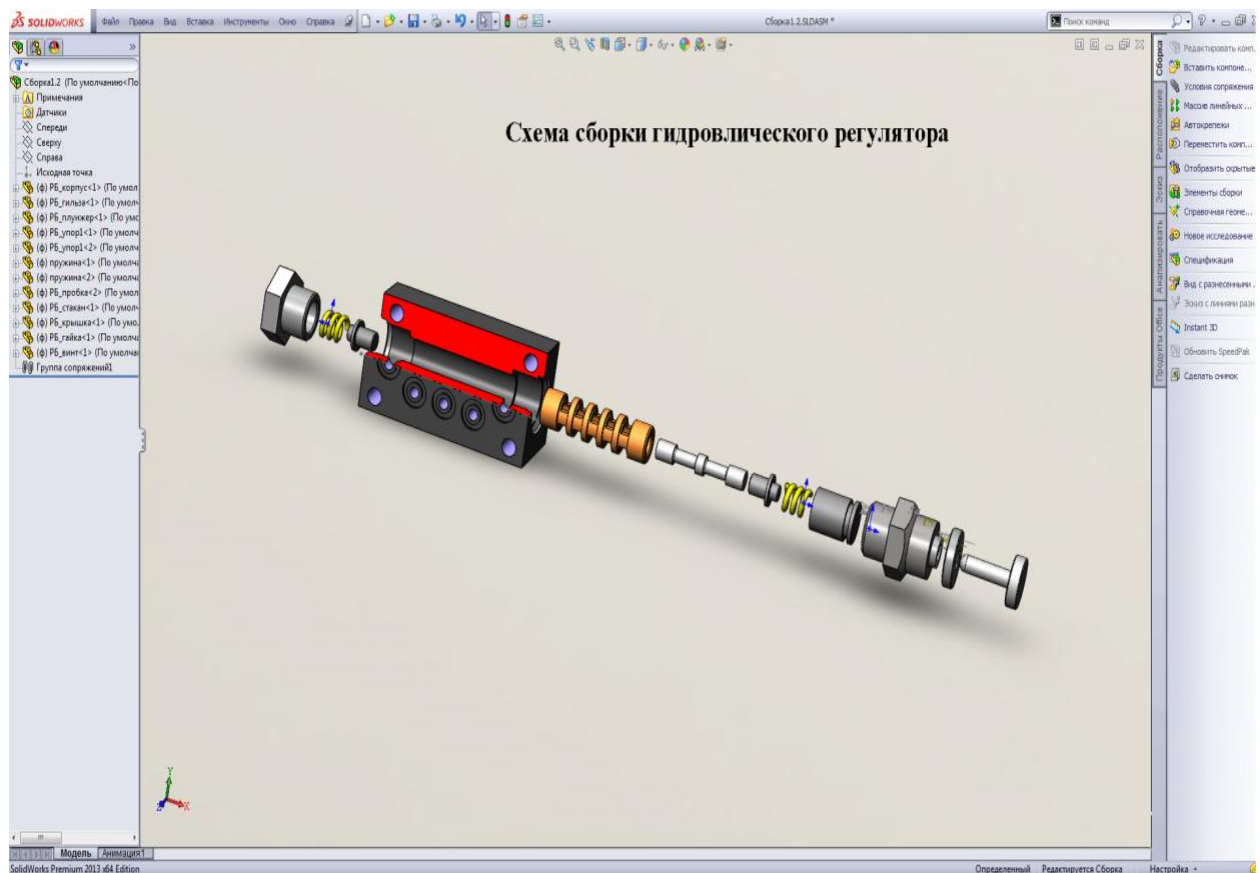 SOLIDWORKS
Файл Правка Вид Вставка Инструменты Окно Справка
Сборка1.2.SLDASM *
Поиск команд
Сборка1.2 (По умолчанию<По
Примечания
Датчики
Спереди
Сверху
Справа
Исходная точка
(ф) РБ_корпус<1> (По умол
(ф) РБ_гильза<1> (По умолч
(ф) РБ_плунжер<1> (По умо
(ф) РБ_упор1<1> (По умолч
(ф) РБ_упор1<2> (По умолч
(ф) пружина<1> (По умолча
(ф) пружина<2> (По умолча
(ф) РБ_пробка<2> (По умол
(ф) РБ_стакан<1> (По умолч
(ф) РБ_крышка<1> (По умо.
(ф) РБ_гайка<1> (По умолча
(ф) РБ_винт<1> (По умолчан
Группа сопряжений1
Схема сборки гидровлического регулятора
Сборка
Расположение
Эскиз
Анализировать
Продукты Office
Редактировать комп.
Вставить компоне...
Условия сопряжения
Массив линейных ...
Автокрепежи
Переместить комп...
Отобразить скрытые
Элементы сборки
Справочная геоме...
Новое исследование
Спецификация
Вид с разнесенными .
Эскиз с линиями разн
Instant 3D
Обновить SpeedPak
Сделать снимок
Y
X
Z
Модель Анимация1
SolidWorks Premium 2013 x64 Edition
Определенный Редактируется Сборка Настройка